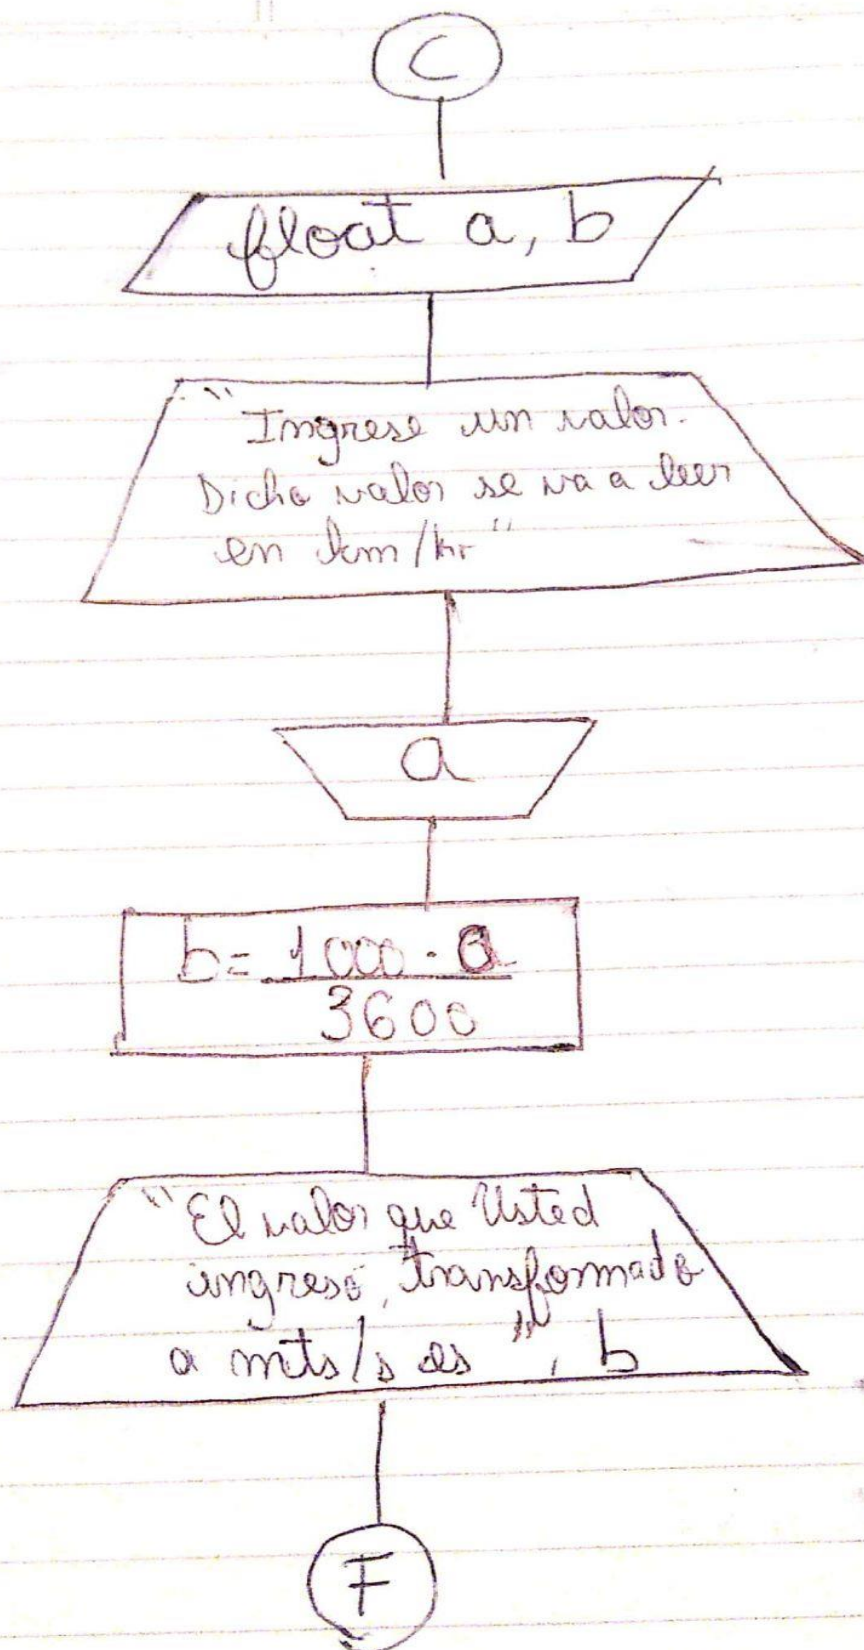 C
float a, b
"Ingrese un valor.
Dicho valor se va a leer
en km/hr"
a
b= 1000 · a
3600
"El valor que Usted
ingresó, transformado
a mts/s es ", b
F